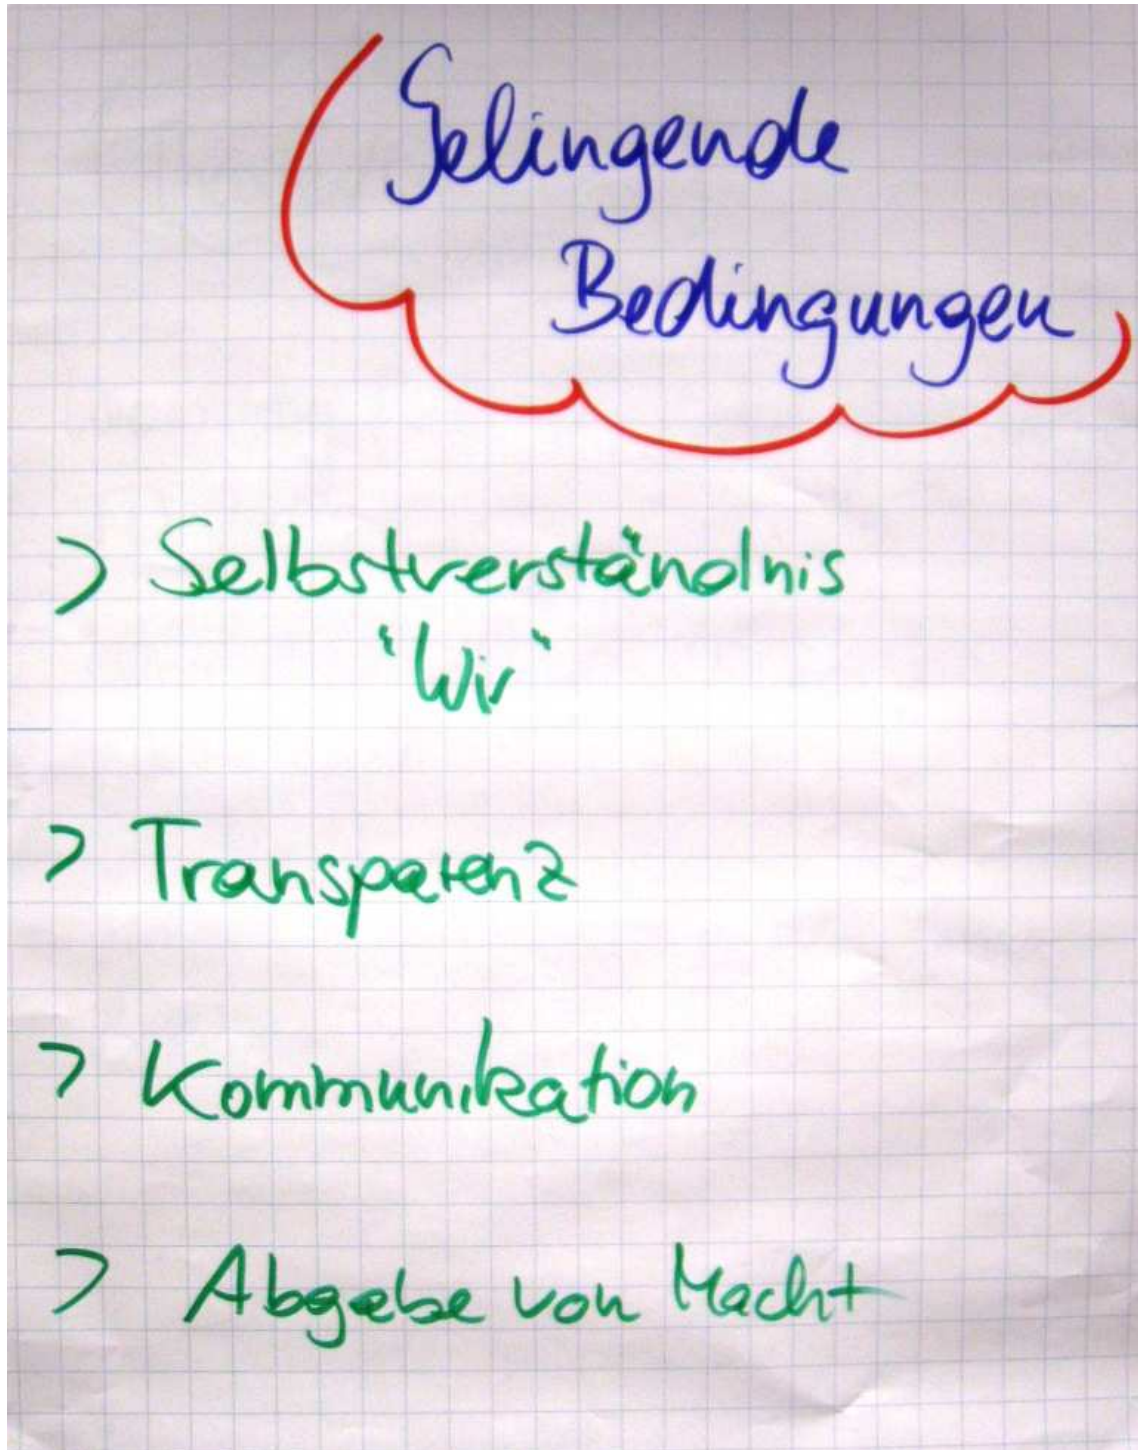 Gelingende
Bedingungen
> Selbstverständnis
"Wir"
> Transparenz
> Kommunikation
> Abgabe von Macht